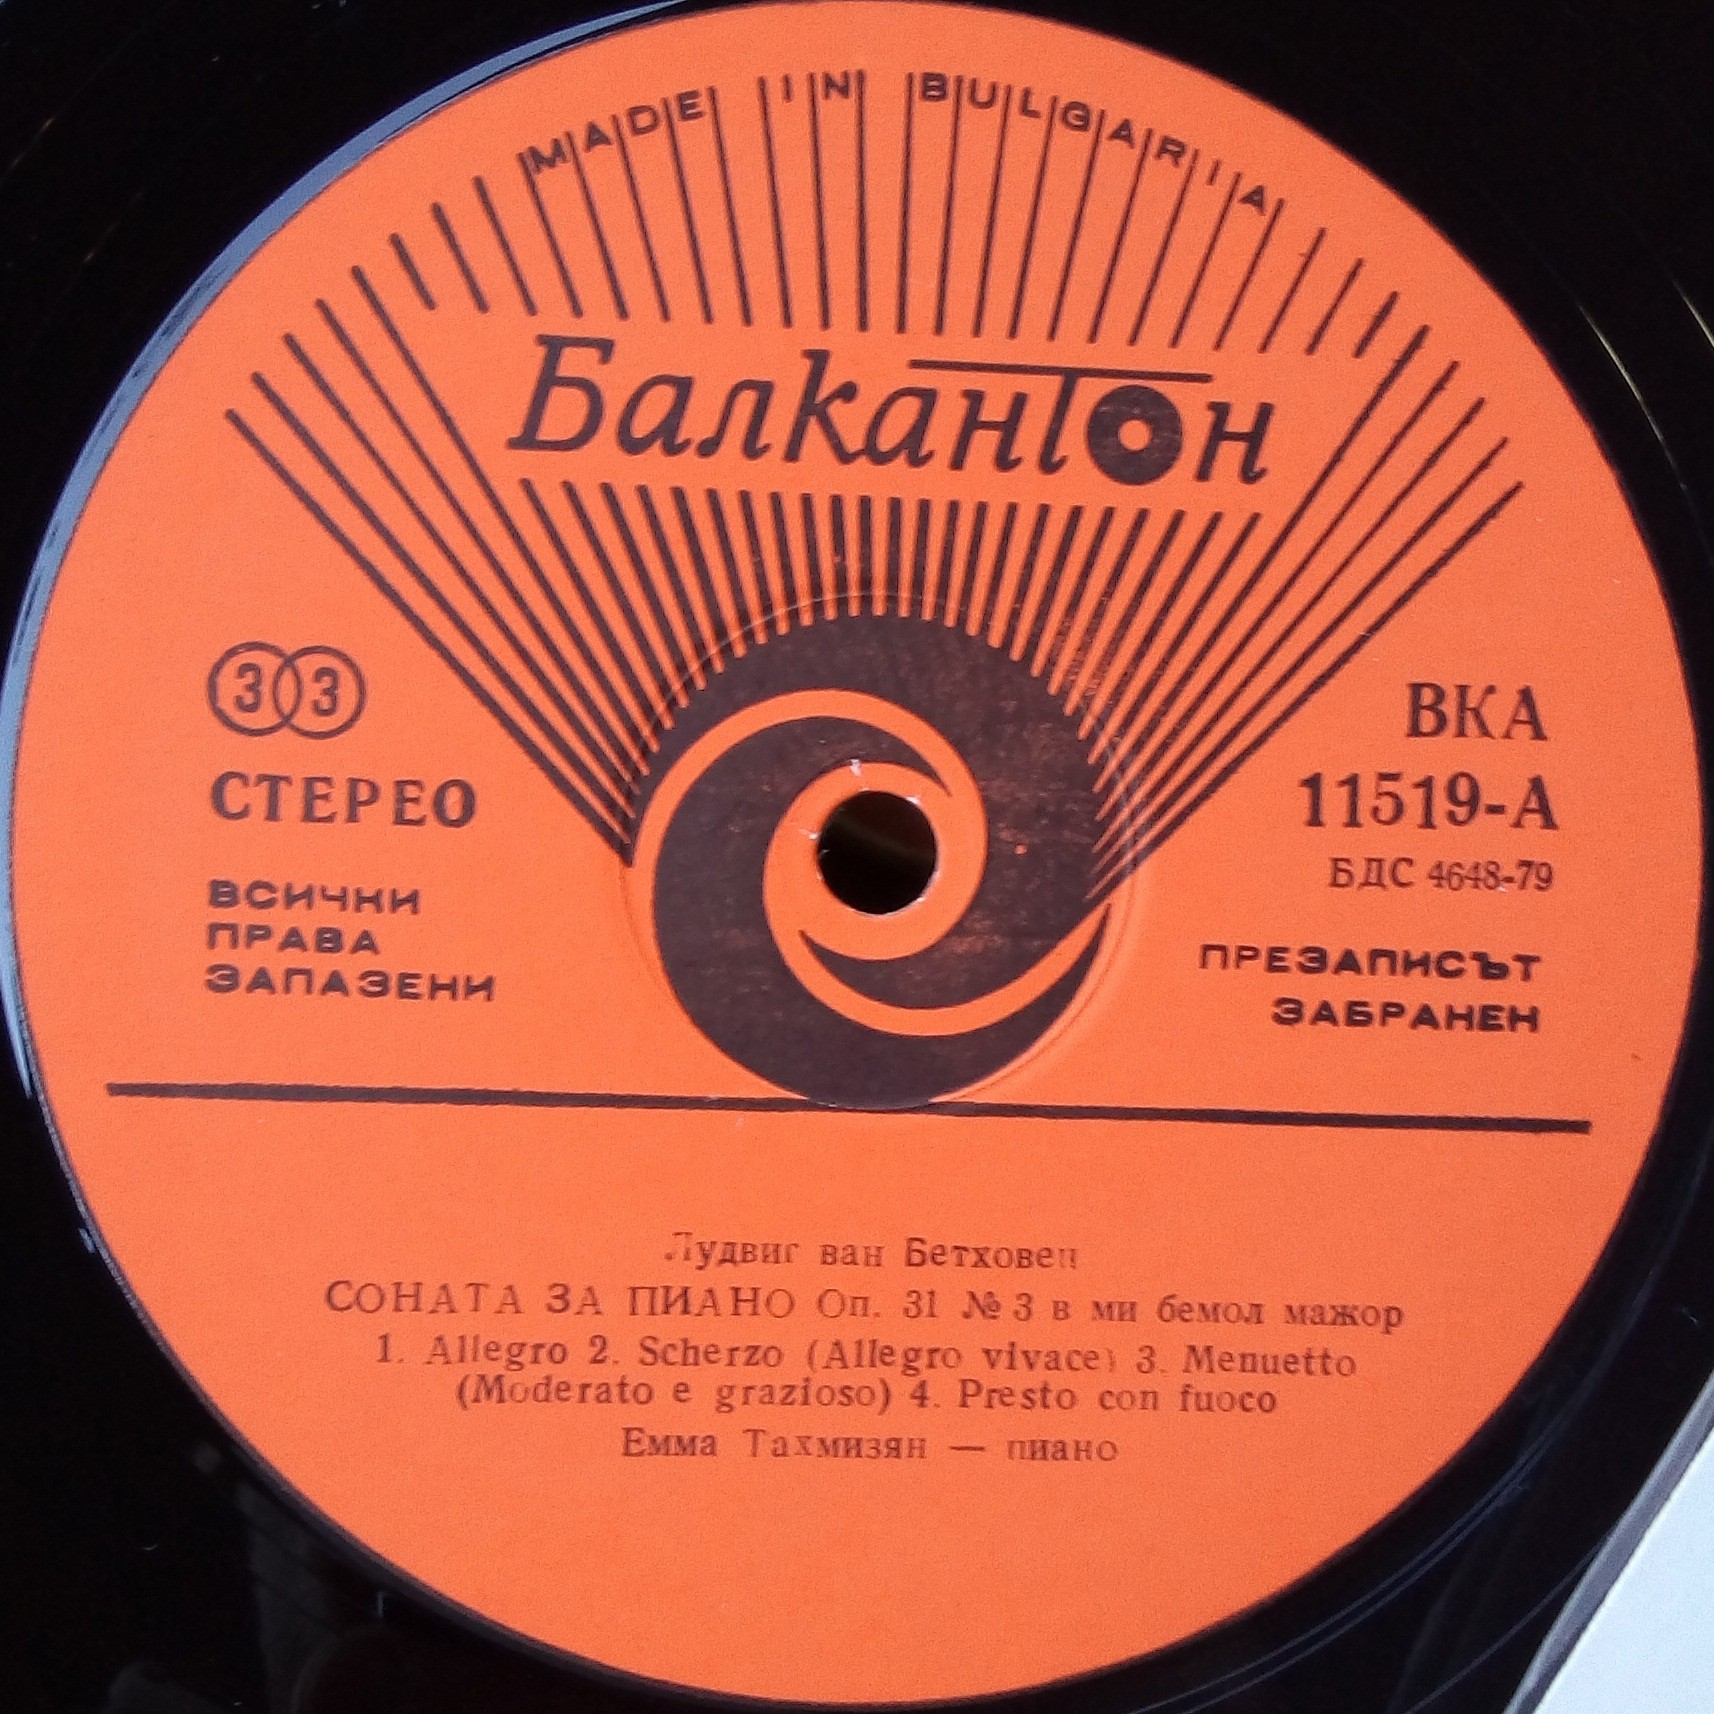 MADE IN BULGARIA
Балкантон
33
СТЕРЕО
ВСИЧКИ
ПРАВА
ЗАПАЗЕНИ
ВКА
11519-А
БДС 4648-79
ПРЕЗАПИСЪТ
ЗАБРАНЕН
Лудвиг ван Бетховен
СОНАТА ЗА ПИАНО Оп. 31 № 3 в ми бемол мажор
1. Allegro 2. Scherzo (Allegro vivace) 3. Menuetto
(Moderato e grazioso) 4. Presto con fuoco
Емма Тахмизян — пиано